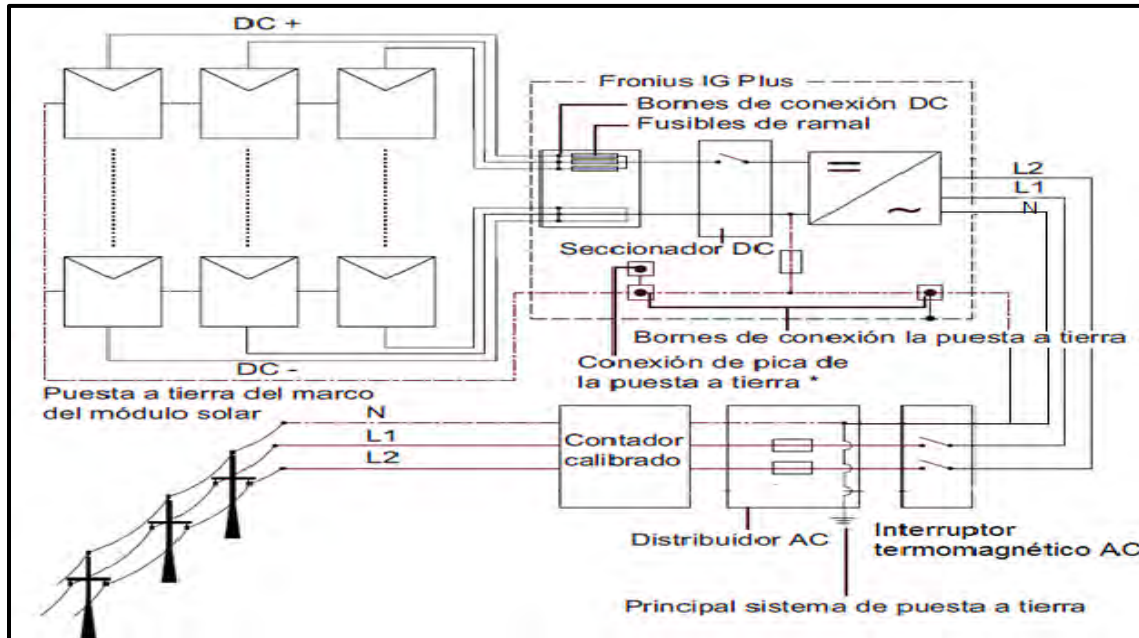 DC +
Fronius IG Plus
Bornes de conexión DC
Fusibles de ramal
L2
L1
N
Seccionador DC
Bornes de conexión la puesta a tierra
DC -
Conexión de pica de
la puesta a tierra *
Puesta a tierra del marco
del módulo solar
N
L1
L2
Contador
calibrado
Distribuidor AC
Interruptor
termomagnético AC
Principal sistema de puesta a tierra